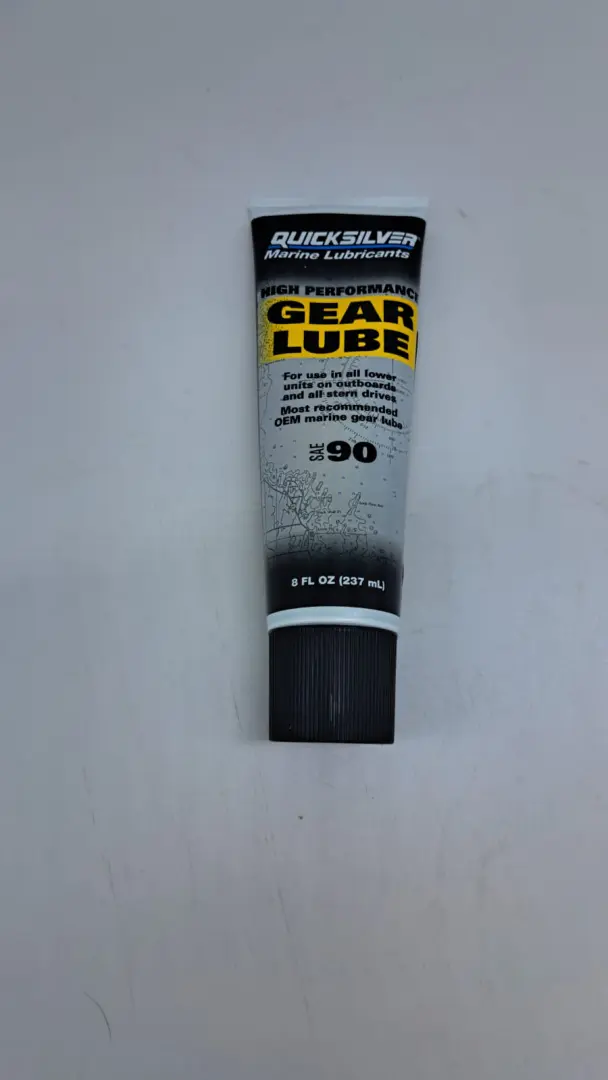 QUICKSILVER
Marine Lubricants
HIGH PERFORMANCE
GEAR
LUBE
For use in all lower
units on outboards
and all stern drives
Most recommended
OEM marine gear lube
SAE 90
8 FL OZ (237 mL)